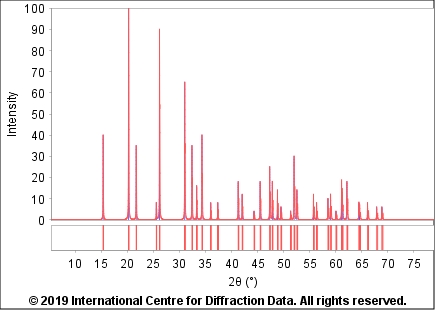 100
90
80
70
60
50
40
30
20
10
0
Intensity
10 15 20 25 30 35 40 45 50 55 60 65 70 75
2θ (°)
© 2019 International Centre for Diffraction Data. All rights reserved.